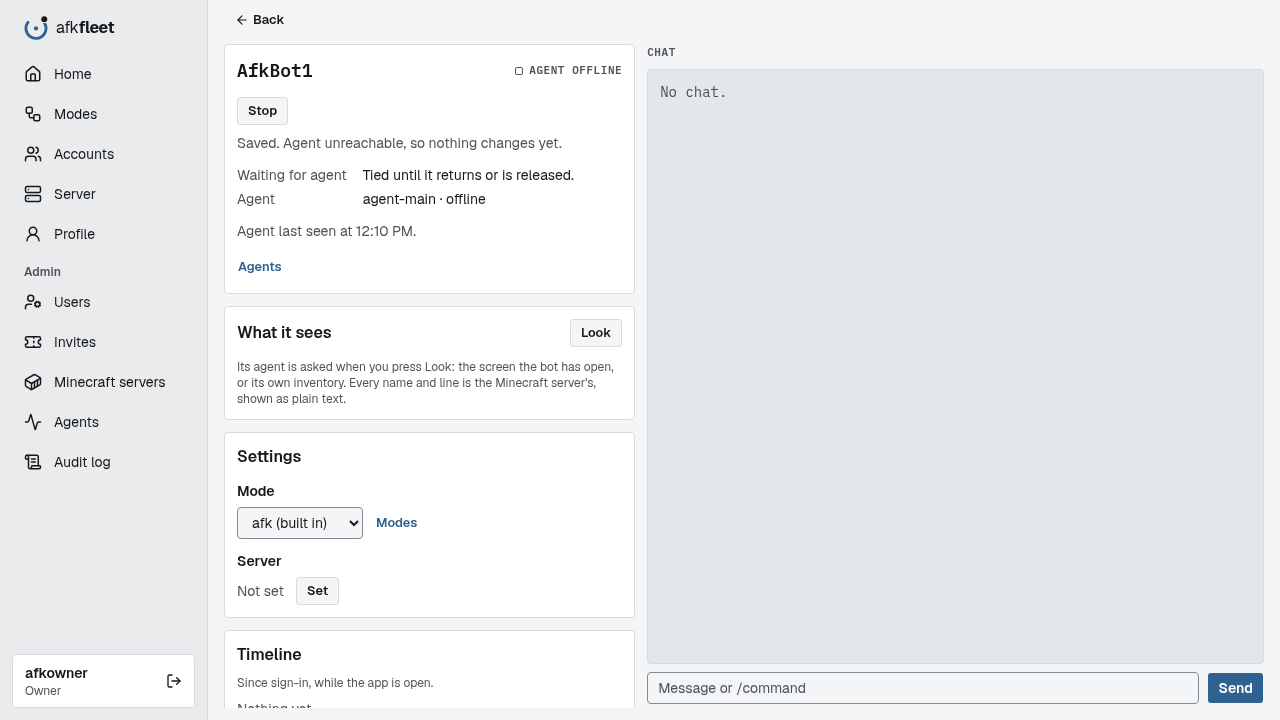 afkfleet
Home
Modes
Accounts
Server
Profile
Admin
Users
Invites
Minecraft servers
Agents
Audit log
afkowner
Owner
Back
AfkBot1
AGENT OFFLINE
Stop
Saved. Agent unreachable, so nothing changes yet.
Waiting for agent Tied until it returns or is released.
Agent agent-main · offline
Agent last seen at 12:10 PM.
Agents
What it sees
Look
Its agent is asked when you press Look: the screen the bot has open,
or its own inventory. Every name and line is the Minecraft server's,
shown as plain text.
Settings
Mode
afk (built in) Modes
Server
Not set Set
Timeline
Since sign-in, while the app is open.
Nothing yet
CHAT
No chat.
Message or /command
Send